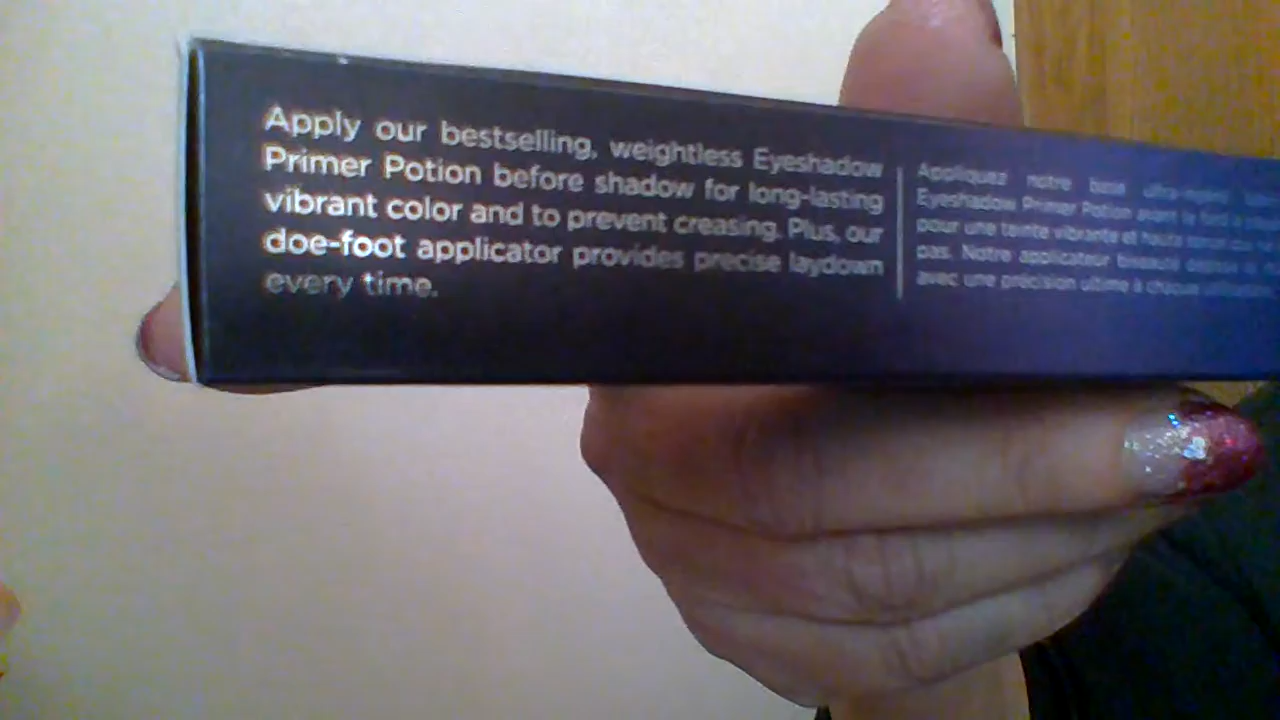 Apply our bestselling, weightless Eyeshadow
Primer Potion before shadow for long-lasting
vibrant color and to prevent creasing. Plus, our
doe-foot applicator provides precise laydown
every time.
Appliquez notre base
Eyeshadow Primer Potion avant
pour une teinte vibrante et haute
pas. Notre applicateur biseauté
avec une précision ultime à chaque